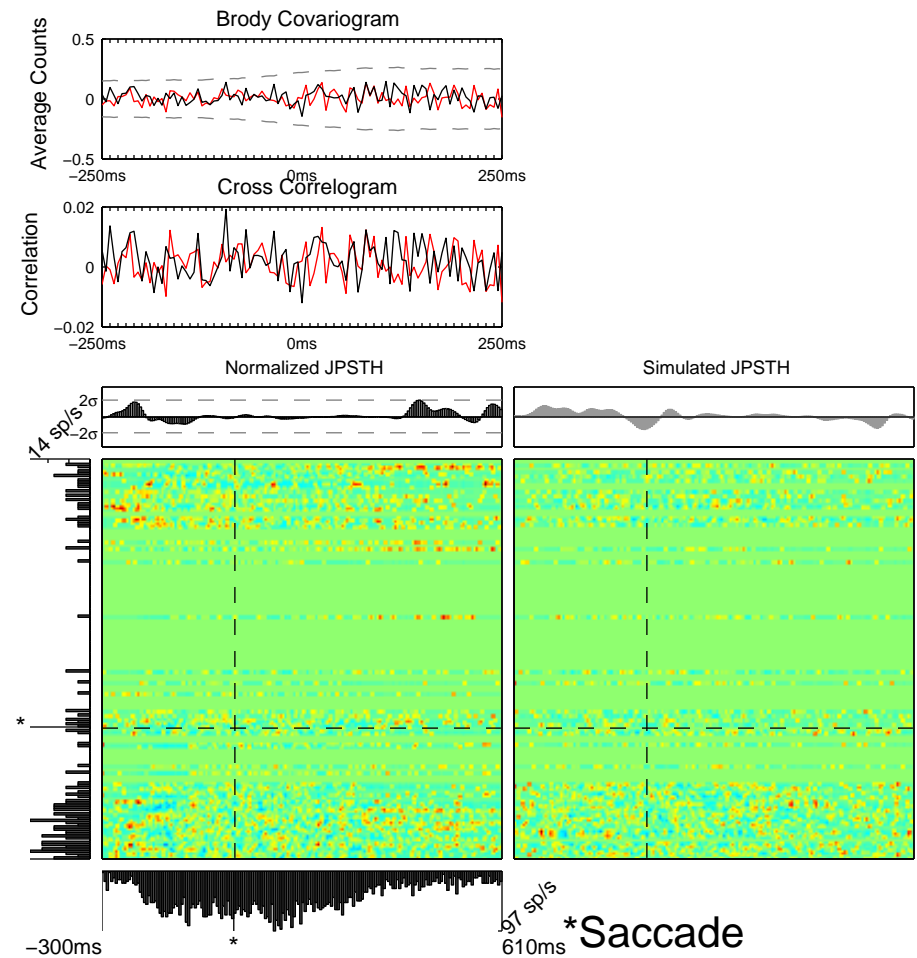 Brody Covariogram
Average Counts
0.5
0
−0.5
−250ms
0ms
250ms
Cross Correlogram
Correlation
0.02
0
−0.02
−250ms
0ms
250ms
Normalized JPSTH
Simulated JPSTH
2σ
−2σ
14 sp/s
*
−300ms
*
97 sp/s
610ms
*Saccade